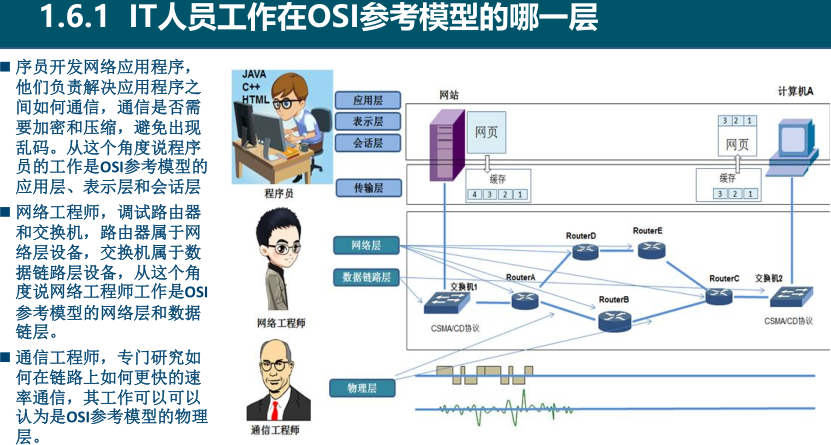 1.6.1 IT人员工作在OSI参考模型的哪一层
■ 序员开发网络应用程序，
他们负责解决应用程序之
间如何通信，通信是否需
要加密和压缩，避免出现
乱码。从这个角度说程序
员的工作是OSI参考模型的
应用层、表示层和会话层
■ 网络工程师，调试路由器
和交换机，路由器属于网
络层设备，交换机属于数
据链路层设备，从这个角
度说网络工程师工作是OSI
参考模型的网络层和数据
链层。
■ 通信工程师，专门研究如
何在链路上如何更快的速
率通信，其工作可以可以
认为是OSI参考模型的物理
层。
JAVA
C++
HTML
程序员
网络工程师
通信工程师
应用层
表示层
会话层
传输层
网络层
数据链路层
物理层
网站
网页
缓存
4 3 2 1
计算机A
3 2 1
网页
缓存
3 2 1
RouterD
RouterE
RouterA
RouterC
RouterB
交换机1
交换机2
CSMA/CD协议
CSMA/CD协议